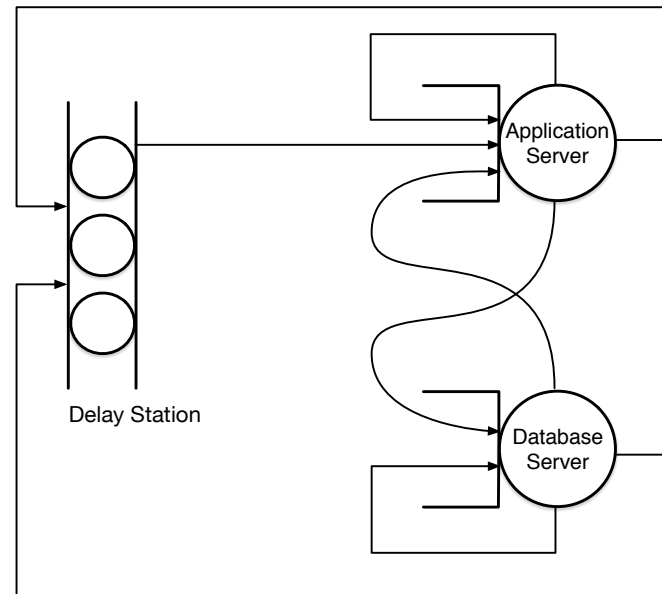 Application
Server
Delay Station
Database
Server